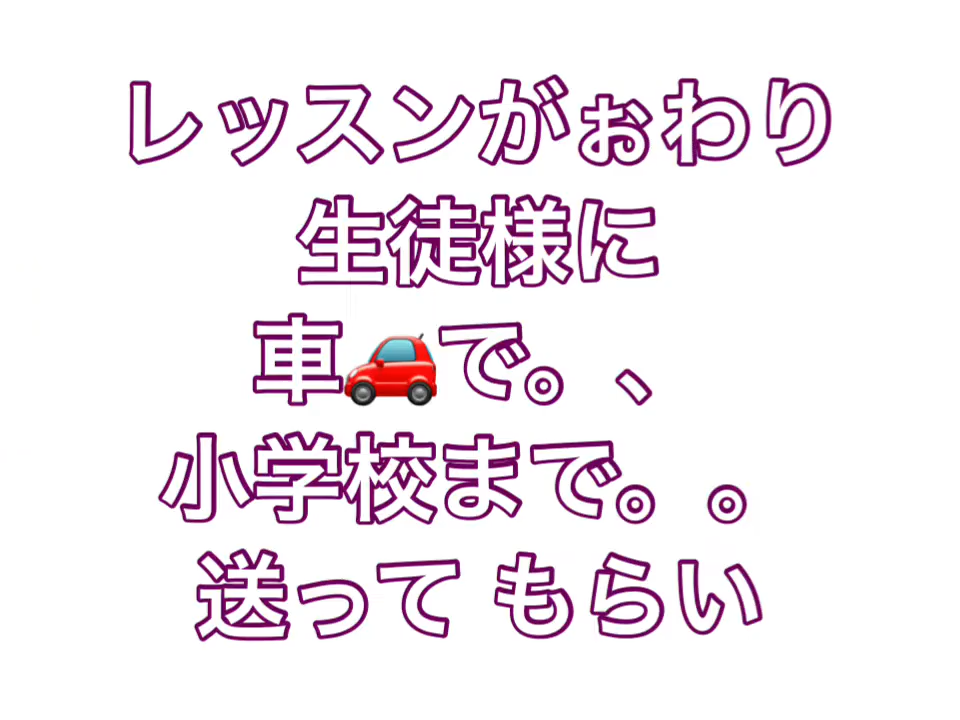 レッスンがぉわり
生徒様に
車🚗で。、
小学校まで。。
送って もらい